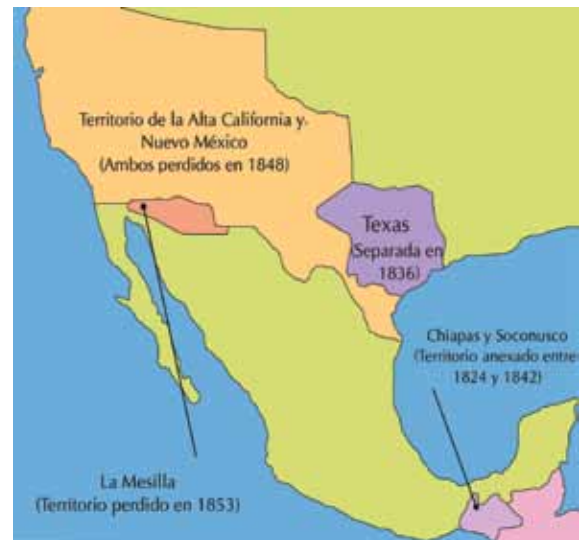 Territorio de la Alta California y
Nuevo México
(Ambos perdidos en 1848)
Texas
(Separada en
1836)
Chiapas y Soconusco
(Territorio anexado entre
1824 y 1842)
La Mesilla
(Territorio perdido en 1853)